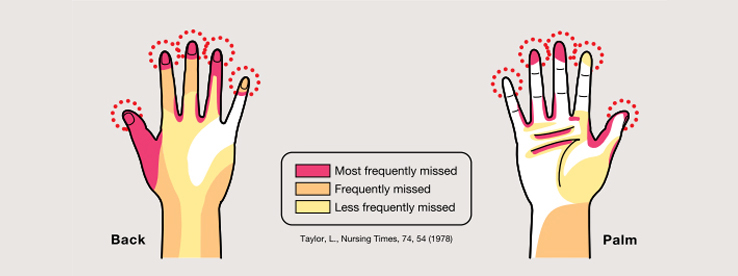 Most frequently missed
Frequently missed
Less frequently missed
Back
Taylor, L., Nursing Times, 74, 54 (1978)
Palm